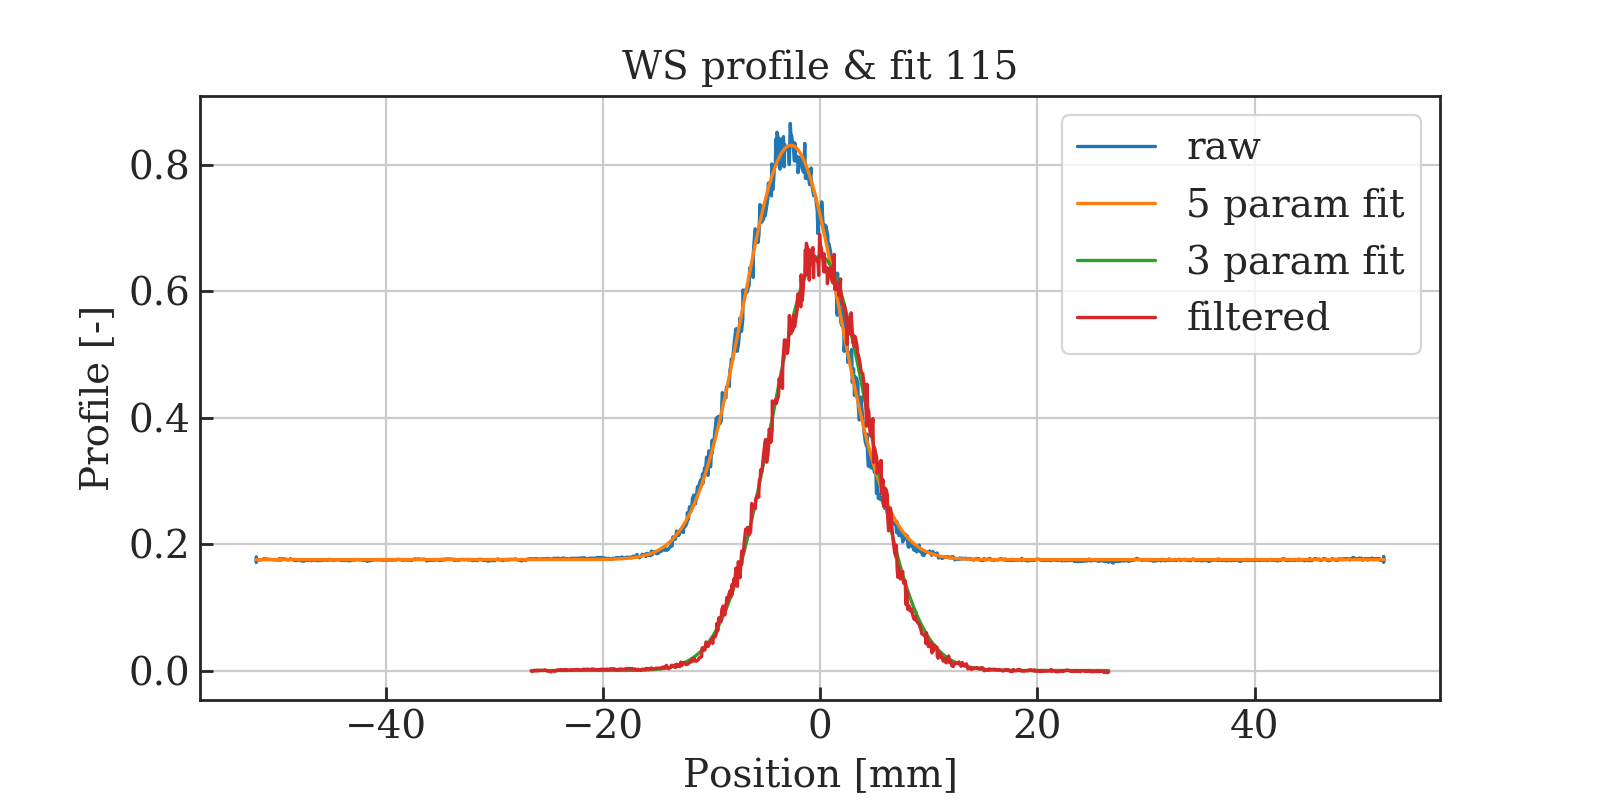 WS profile & fit 115
raw
5 param fit
3 param fit
filtered
Profile [-]
0.8
0.6
0.4
0.2
0.0
−40 −20 0 20 40
Position [mm]